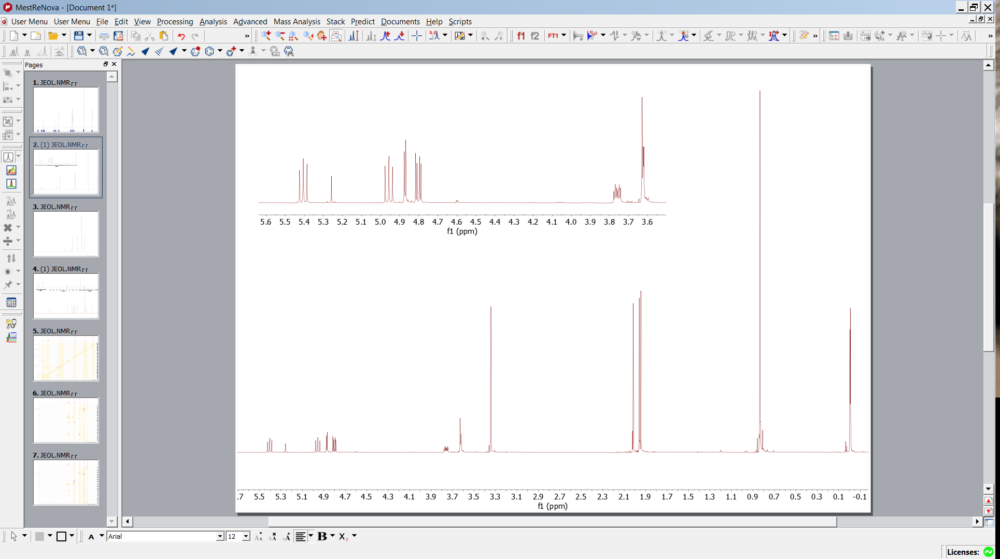 MestReNova - [Document 1*]
User Menu User Menu File Edit View Processing Analysis Advanced Mass Analysis Stack Predict Documents Help Scripts
f1 f2 FT1
Pages
1. JEOL.NMR
2. (1) JEOL.NMR
3. JEOL.NMR
4. (1) JEOL.NMR
5. JEOL.NMR
6. JEOL.NMR
7. JEOL.NMR
5.6 5.5 5.4 5.3 5.2 5.1 5.0 4.9 4.8 4.7 4.6 4.5 4.4 4.3 4.2 4.1 4.0 3.9 3.8 3.7 3.6
f1 (ppm)
.7 5.5 5.3 5.1 4.9 4.7 4.5 4.3 4.1 3.9 3.7 3.5 3.3 3.1 2.9 2.7 2.5 2.3 2.1 1.9 1.7 1.5 1.3 1.1 0.9 0.7 0.5 0.3 0.1 -0.1
f1 (ppm)
A Arial 12 B X₂
Licenses: